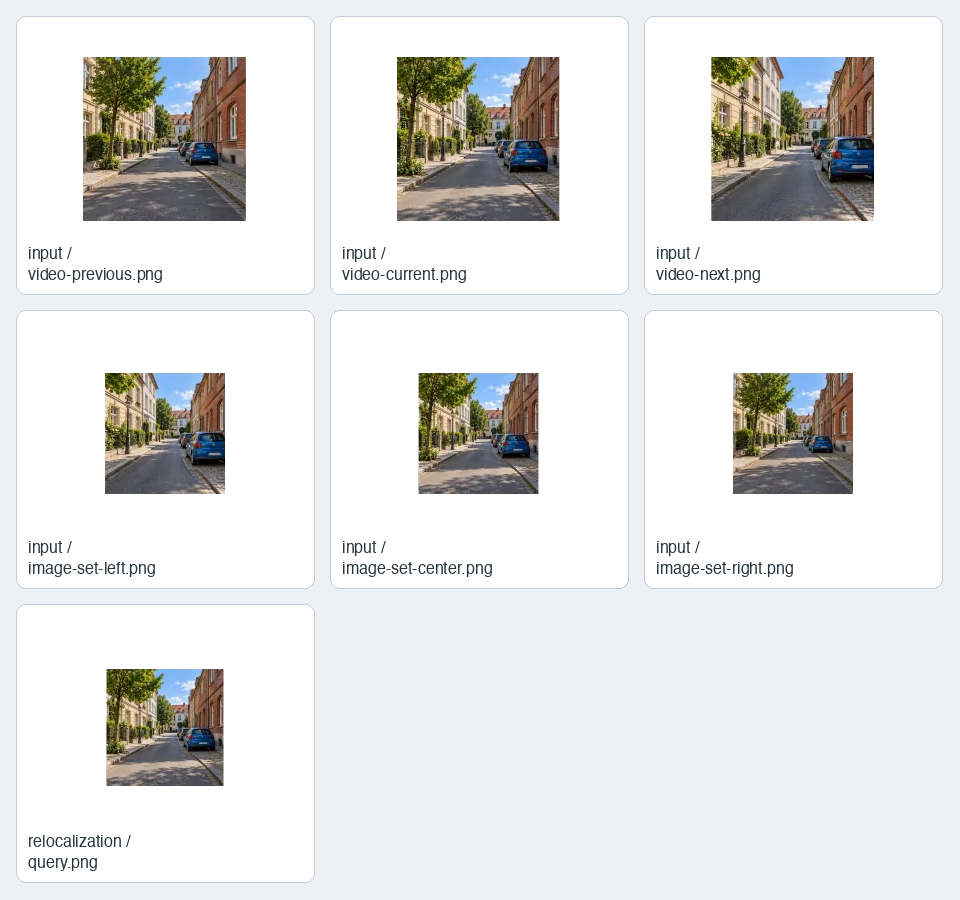 input /
video-previous.png
input /
video-current.png
input /
video-next.png
input /
image-set-left.png
input /
image-set-center.png
input /
image-set-right.png
relocalization /
query.png